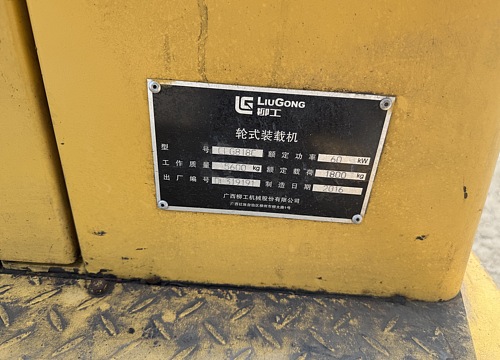 LIUGONG
柳工
轮式装载机
型 号 CLG818C 额定功率 60 kW
工作质量 5600 kg 额定载荷 1800 kg
出厂编号 制造日期 2016
广西柳工机械股份有限公司